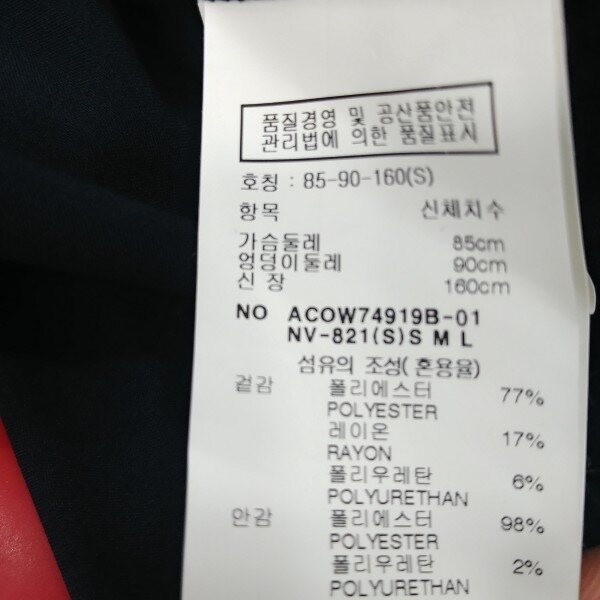 품질경영 및 공산품안전
관리법에 의한 품질표시
호칭 : 85-90-160(S)
항목 신체치수
가슴둘레 85cm
엉덩이둘레 90cm
신 장 160cm
NO ACOW74919B-01
NV-821(S)S M L
섬유의 조성(혼용율)
겉감 폴리에스터 77%
POLYESTER
레이온 17%
RAYON
폴리우레탄 6%
POLYURETHAN
안감 폴리에스터 98%
POLYESTER
폴리우레탄 2%
POLYURETHAN